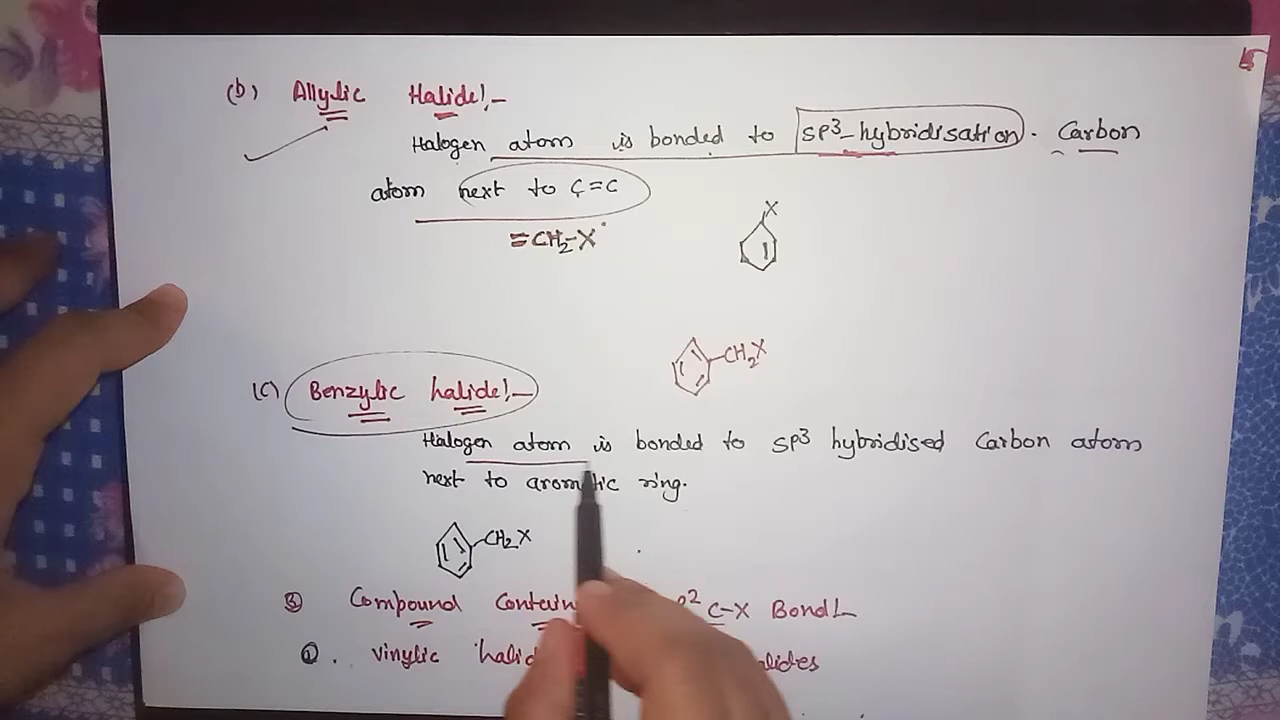 (b) Allylic Halide!-
Halogen atom is bonded to SP³-hybridisation. Carbon
atom next to C=C
X
=CH₂-X
CH₂X
(C) Benzylic halide!-
Halogen atom is bonded to SP³ hybridised Carbon atom
next to aromatic ring.
CH₂X
③ Compound C-X Bond
①. Vinylic